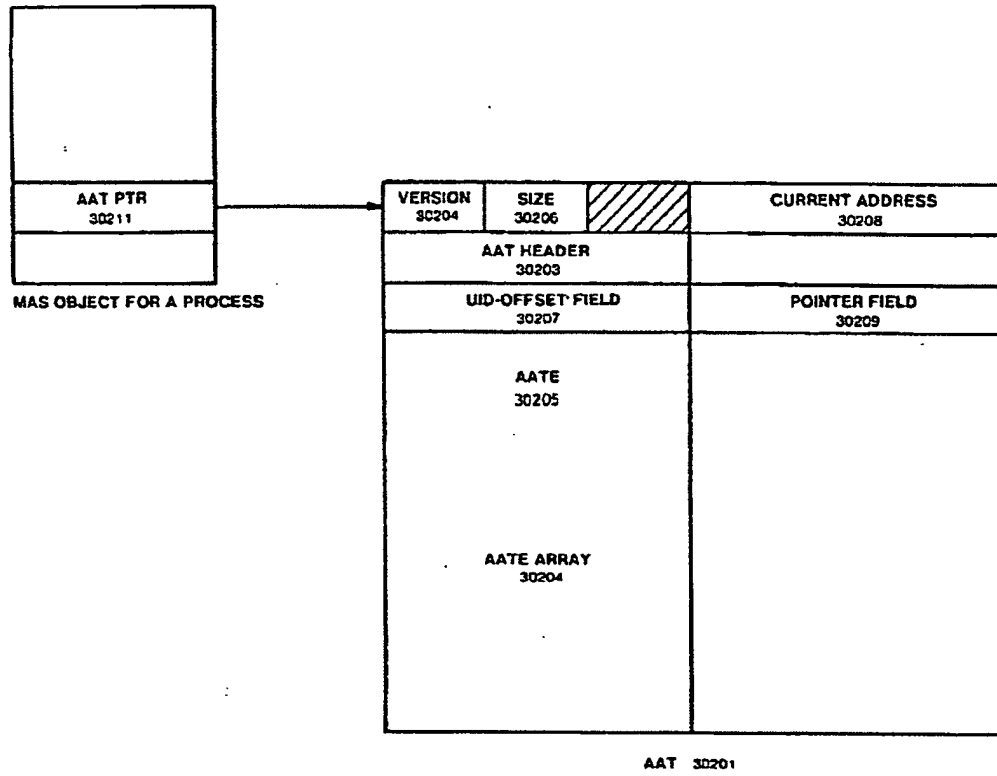 AAT PTR
30211
MAS OBJECT FOR A PROCESS
VERSION
30204
SIZE
30206
CURRENT ADDRESS
30208
AAT HEADER
30203
UID-OFFSET FIELD
30207
POINTER FIELD
30209
AATE
30205
AATE ARRAY
30204
AAT 30201